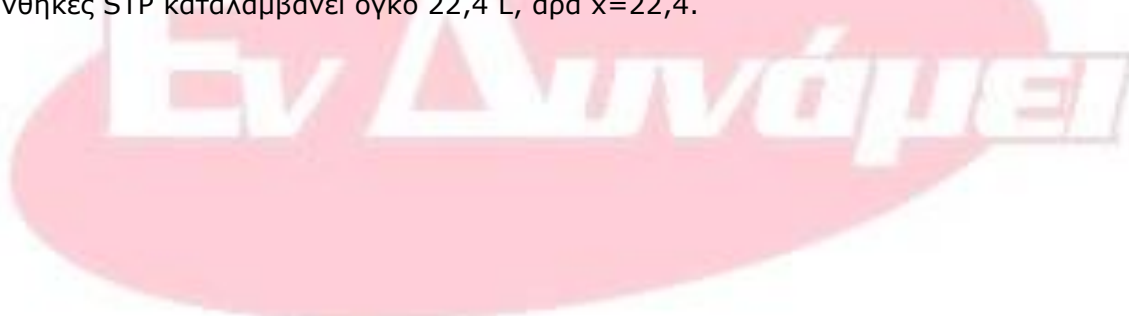 νθήκες STP καταλαμβάνει όγκο 22,4 L, άρα x=22,4.
Εν Δυνάμει